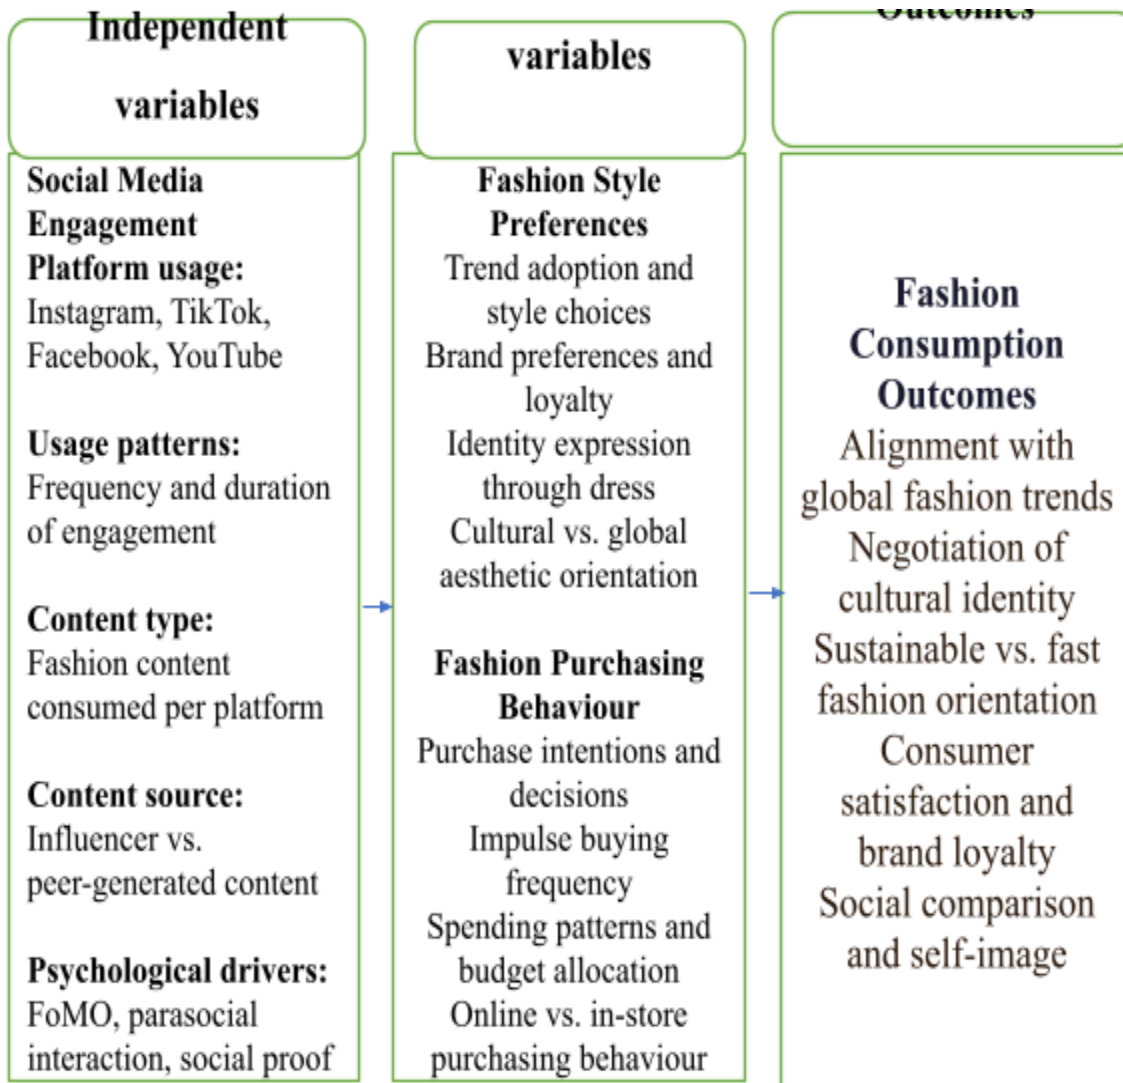 Independent
variables
Social Media
Engagement
Platform usage:
Instagram, TikTok,
Facebook, YouTube
Usage patterns:
Frequency and duration
of engagement
Content type:
Fashion content
consumed per platform
Content source:
Influencer vs.
peer-generated content
Psychological drivers:
FoMO, parasocial
interaction, social proof
variables
Fashion Style
Preferences
Trend adoption and
style choices
Brand preferences and
loyalty
Identity expression
through dress
Cultural vs. global
aesthetic orientation
Fashion Purchasing
Behaviour
Purchase intentions and
decisions
Impulse buying
frequency
Spending patterns and
budget allocation
Online vs. in-store
purchasing behaviour
Outcomes
Fashion
Consumption
Outcomes
Alignment with
global fashion trends
Negotiation of
cultural identity
Sustainable vs. fast
fashion orientation
Consumer
satisfaction and
brand loyalty
Social comparison
and self-image